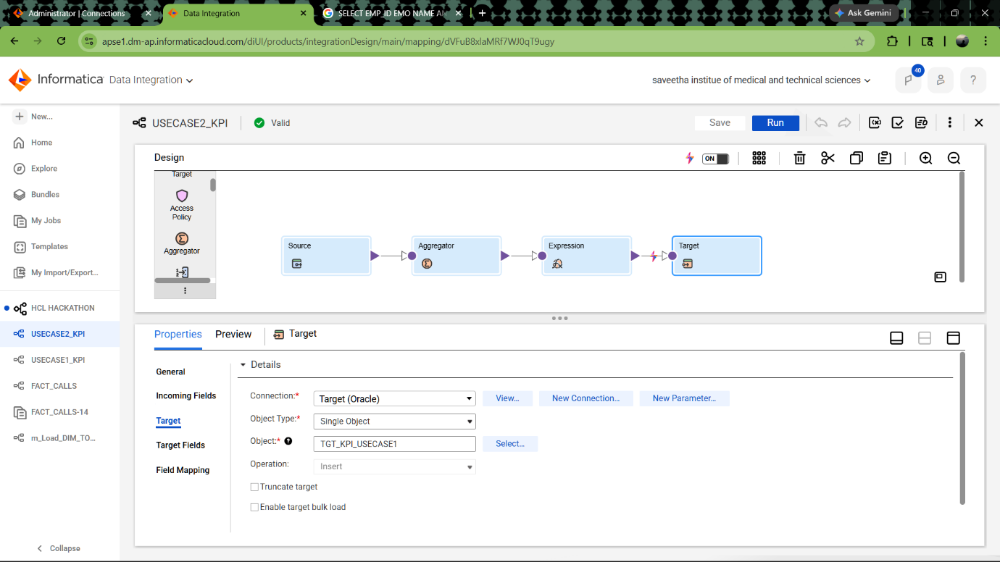 Administrator | Connections
Data Integration
SELECT EMP_ID EMO NAME AN
Ask Gemini
apse1.dm-ap.informaticacloud.com/diUI/products/integrationDesign/main/mapping/dVFuB8xlaMRf7WJ0qT9ugy
Informatica Data Integration
saveetha institue of medical and technical sciences
40
?
New...
Home
Explore
Bundles
My Jobs
Templates
My Import/Export...
HCL HACKATHON
USECASE2_KPI
USECASE1_KPI
FACT_CALLS
FACT_CALLS-14
m_Load_DIM_TO...
Collapse
USECASE2_KPI
Valid
Save
Run
Design
ON
Target
Access
Policy
Aggregator
Source
Aggregator
Expression
Target
Properties
Preview
Target
General
Incoming Fields
Target
Target Fields
Field Mapping
Details
Connection:*
Target (Oracle)
View...
New Connection...
New Parameter...
Object Type:*
Single Object
Object:*
TGT_KPI_USECASE1
Select...
Operation:
Insert
Truncate target
Enable target bulk load